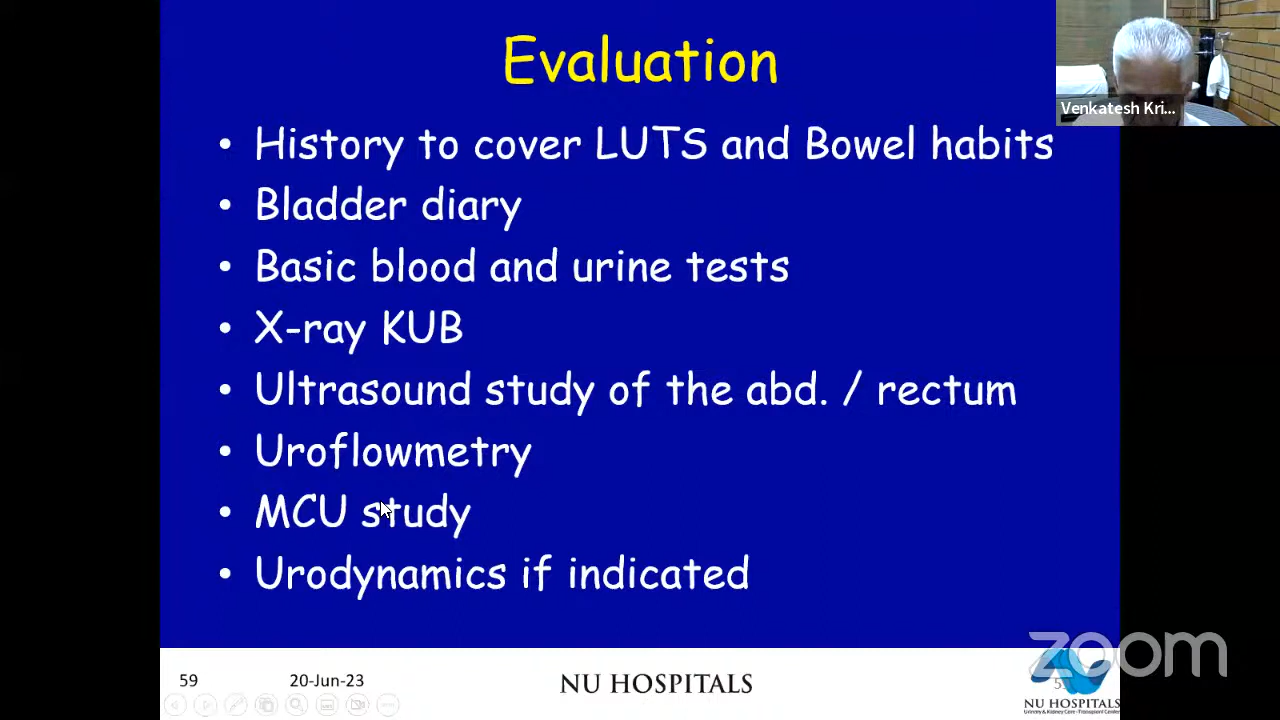 Evaluation
Venkatesh Kri...
• History to cover LUTS and Bowel habits
• Bladder diary
• Basic blood and urine tests
• X-ray KUB
• Ultrasound study of the abd. / rectum
• Uroflowmetry
• MCU study
• Urodynamics if indicated
59
20-Jun-23
NU HOSPITALS
zoom
NU HOSPITALS